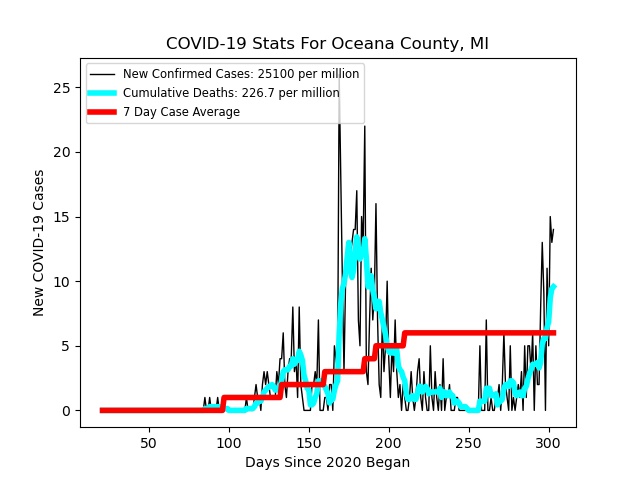 COVID-19 Stats For Oceana County, MI
New Confirmed Cases: 25100 per million
Cumulative Deaths: 226.7 per million
7 Day Case Average
New COVID-19 Cases
25
20
15
10
5
0
50 100 150 200 250 300
Days Since 2020 Began